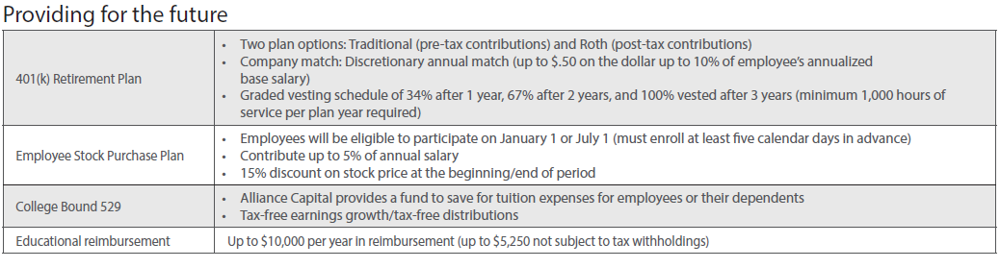 Providing for the future
401(k) Retirement Plan
• Two plan options: Traditional (pre-tax contributions) and Roth (post-tax contributions)
• Company match: Discretionary annual match (up to $.50 on the dollar up to 10% of employee's annualized
base salary)
• Graded vesting schedule of 34% after 1 year, 67% after 2 years, and 100% vested after 3 years (minimum 1,000 hours of
service per plan year required)
Employee Stock Purchase Plan
• Employees will be eligible to participate on January 1 or July 1 (must enroll at least five calendar days in advance)
• Contribute up to 5% of annual salary
• 15% discount on stock price at the beginning/end of period
College Bound 529
• Alliance Capital provides a fund to save for tuition expenses for employees or their dependents
• Tax-free earnings growth/tax-free distributions
Educational reimbursement
Up to $10,000 per year in reimbursement (up to $5,250 not subject to tax withholdings)